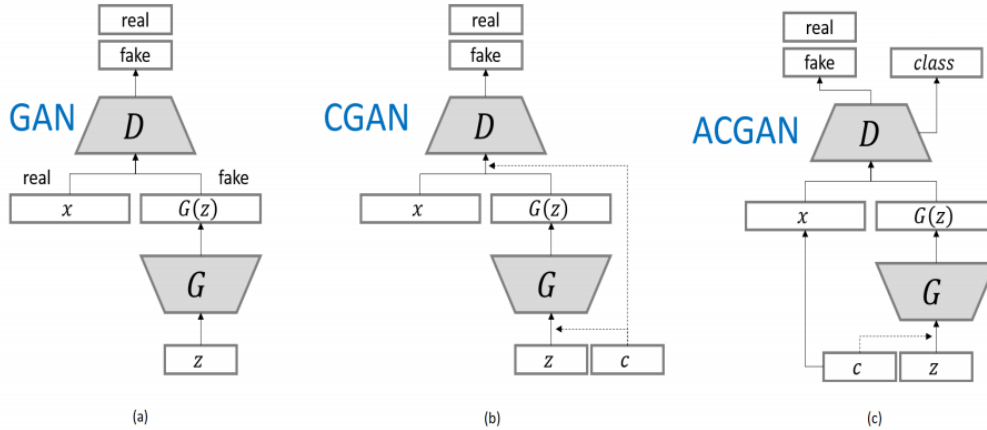 real
fake
GAN
D
real
fake
x
G(z)
G
z
(a)
real
fake
CGAN
D
x
G(z)
G
z
c
(b)
real
fake
class
ACGAN
D
x
G(z)
G
c
z
(c)